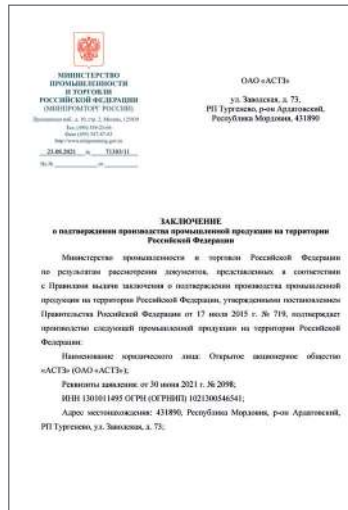 МИНИСТЕРСТВО
ПРОМЫШЛЕННОСТИ
И ТОРГОВЛИ
РОССИЙСКОЙ ФЕДЕРАЦИИ
(МИНПРОМТОРГ РОССИИ)
ОАО «АСТЗ»
ул. Заводская, д. 73,
РП Тургенево, р-он Ардатовский,
Республика Мордовия, 431890
ЗАКЛЮЧЕНИЕ
о подтверждении производства промышленной продукции на территории
Российской Федерации
Министерство промышленности и торговли Российской Федерации
по результатам рассмотрения документов, представленных в соответствии
с Правилами выдачи заключения о подтверждении производства промышленной
продукции на территории Российской Федерации, утвержденными постановлением
Правительства Российской Федерации от 17 июля 2015 г. № 719, подтверждает
производство следующей промышленной продукции на территории Российской
Федерации:
Наименование юридического лица: Открытое акционерное общество
«АСТЗ» (ОАО «АСТЗ»);
Реквизиты заявления: от 30 июня 2021 г. № 2098;
ИНН 1301011495 ОГРН (ОГРНИП) 1021300546541;
Адрес местонахождения: 431890, Республика Мордовия, р-он Ардатовский,
РП Тургенево, ул. Заводская, д. 73;